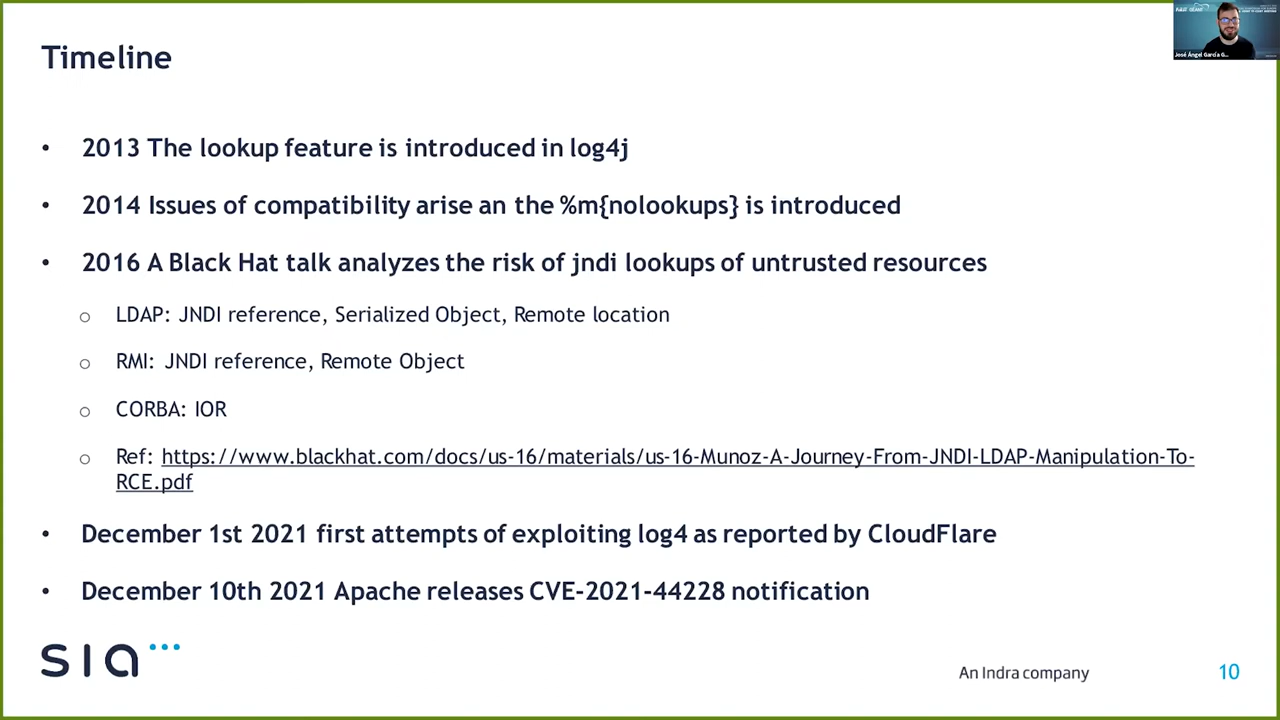 Timeline
• 2013 The lookup feature is introduced in log4j
• 2014 Issues of compatibility arise an the %m{nolookups} is introduced
• 2016 A Black Hat talk analyzes the risk of jndi lookups of untrusted resources
o LDAP: JNDI reference, Serialized Object, Remote location
o RMI: JNDI reference, Remote Object
o CORBA: IOR
o Ref: https://www.blackhat.com/docs/us-16/materials/us-16-Munoz-A-Journey-From-JNDI-LDAP-Manipulation-To-
RCE.pdf
• December 1st 2021 first attempts of exploiting log4 as reported by CloudFlare
• December 10th 2021 Apache releases CVE-2021-44228 notification
sia
An Indra company
10
José Ángel García G...